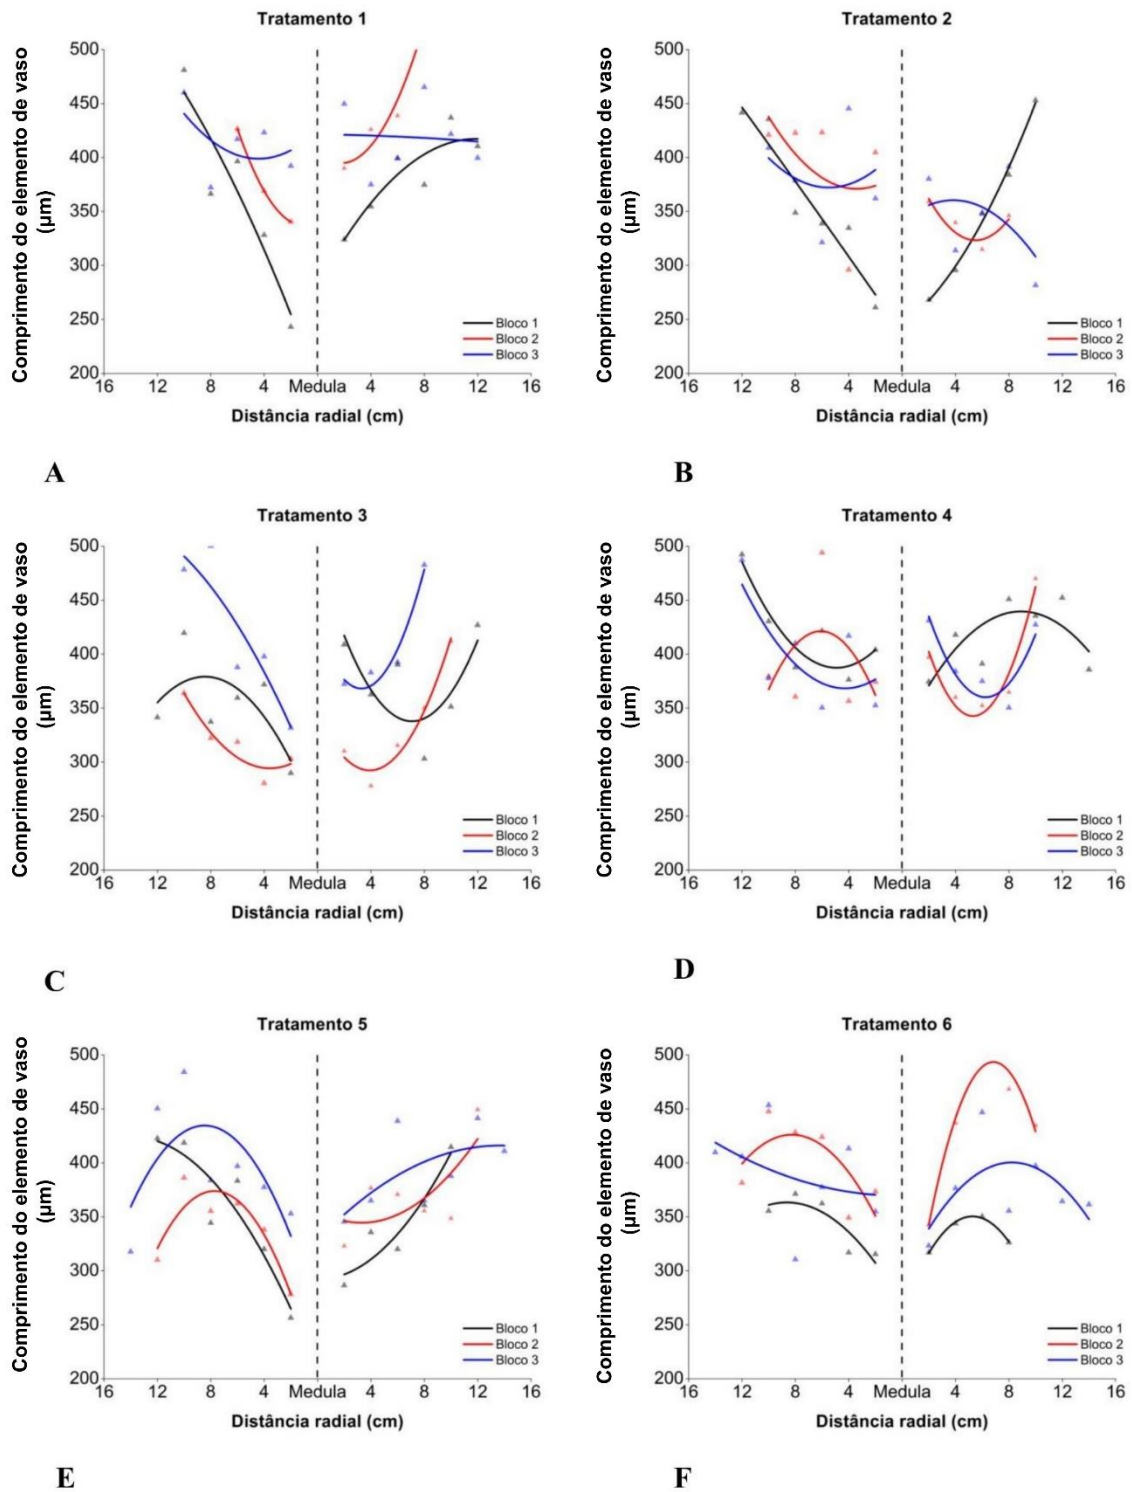 Tratamento 1
Comprimento do elemento de vaso
(µm)
500
450
400
350
300
250
200
16 12 8 4 Medula 4 8 12 16
Distância radial (cm)
Bloco 1
Bloco 2
Bloco 3
A
Tratamento 2
Comprimento do elemento de vaso
(µm)
500
450
400
350
300
250
200
16 12 8 4 Medula 4 8 12 16
Distância radial (cm)
Bloco 1
Bloco 2
Bloco 3
B
Tratamento 3
Comprimento do elemento de vaso
(µm)
500
450
400
350
300
250
200
16 12 8 4 Medula 4 8 12 16
Distância radial (cm)
Bloco 1
Bloco 2
Bloco 3
C
Tratamento 4
Comprimento do elemento de vaso
(µm)
500
450
400
350
300
250
200
16 12 8 4 Medula 4 8 12 16
Distância radial (cm)
Bloco 1
Bloco 2
Bloco 3
D
Tratamento 5
Comprimento do elemento de vaso
(µm)
500
450
400
350
300
250
200
16 12 8 4 Medula 4 8 12 16
Distância radial (cm)
Bloco 1
Bloco 2
Bloco 3
E
Tratamento 6
Comprimento do elemento de vaso
(µm)
500
450
400
350
300
250
200
16 12 8 4 Medula 4 8 12 16
Distância radial (cm)
Bloco 1
Bloco 2
Bloco 3
F